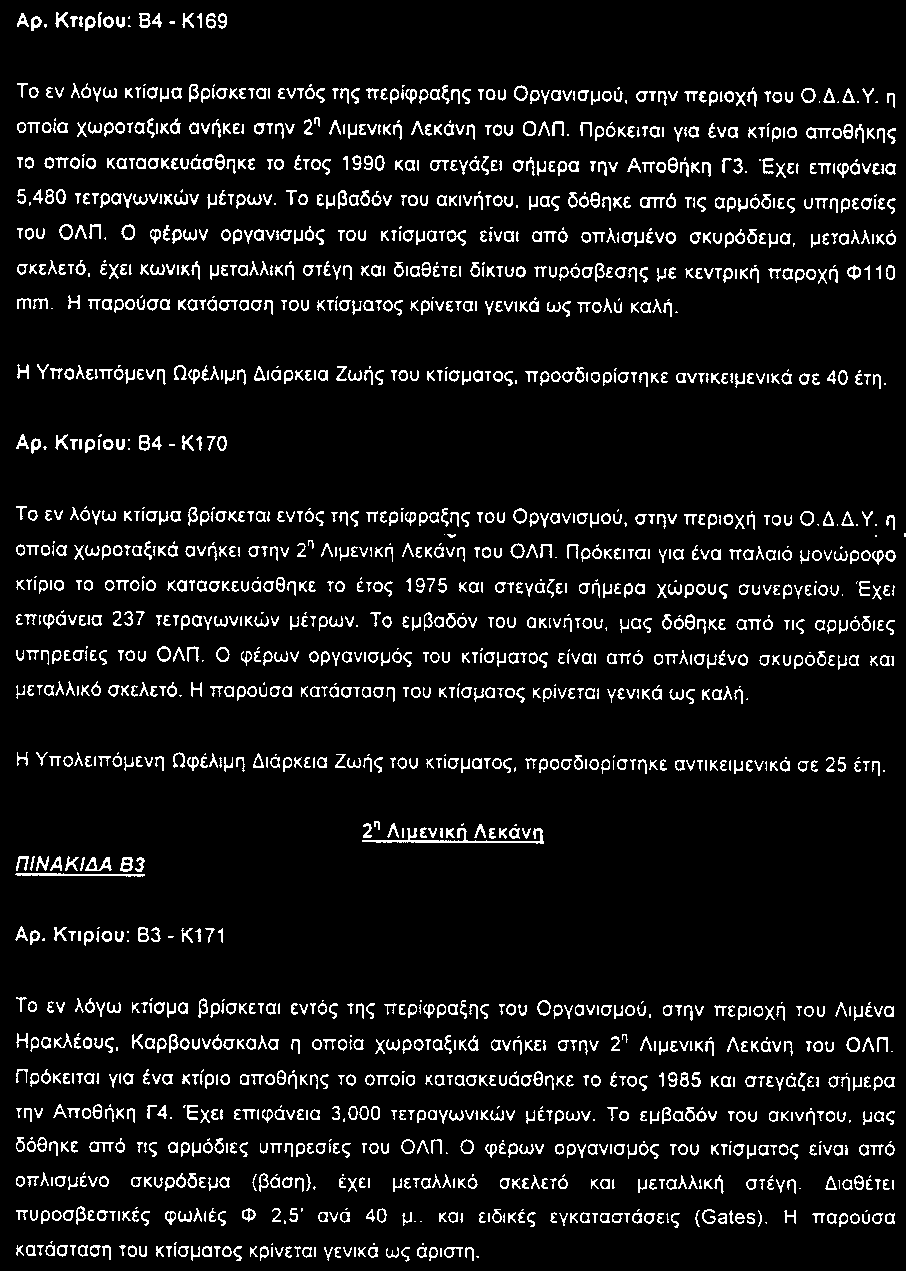 Αρ. Κτιρίου: Β4 - Κ169
Το εν λόγω κτίσμα βρίσκεται εντός της περίφραξης του Οργανισμού, στην περιοχή του Ο.Δ.Δ.Υ. η
οποία χωροταξικά ανήκει στην 2η Λιμενική Λεκάνη του ΟΛΠ. Πρόκειται για ένα κτίριο αποθήκης
το οποίο κατασκευάσθηκε το έτος 1990 και στεγάζει σήμερα την Αποθήκη Γ3. Έχει επιφάνεια
5,480 τετραγωνικών μέτρων. Το εμβαδόν του ακινήτου, μας δόθηκε από τις αρμόδιες υπηρεσίες
του ΟΛΠ. Ο φέρων οργανισμός του κτίσματος είναι από οπλισμένο σκυρόδεμα, μεταλλικό
σκελετό, έχει κωνική μεταλλική στέγη και διαθέτει δίκτυο πυρόσβεσης με κεντρική παροχή Φ110
mm. Η παρούσα κατάσταση του κτίσματος κρίνεται γενικά ως πολύ καλή.
Η Υπολειπόμενη Ωφέλιμη Διάρκεια Ζωής του κτίσματος, προσδιορίστηκε αντικειμενικά σε 40 έτη.
Αρ. Κτιρίου: Β4 - Κ170
Το εν λόγω κτίσμα βρίσκεται εντός της περίφραξης του Οργανισμού, στην περιοχή του Ο.Δ.Δ.Υ. η
οποία χωροταξικά ανήκει στην 2η Λιμενική Λεκάνη του ΟΛΠ. Πρόκειται για ένα παλαιό μονώροφο
κτίριο το οποίο κατασκευάσθηκε το έτος 1975 και στεγάζει σήμερα χώρους συνεργείου. Έχει
επιφάνεια 237 τετραγωνικών μέτρων. Το εμβαδόν του ακινήτου, μας δόθηκε από τις αρμόδιες
υπηρεσίες του ΟΛΠ. Ο φέρων οργανισμός του κτίσματος είναι από οπλισμένο σκυρόδεμα και
μεταλλικό σκελετό. Η παρούσα κατάσταση του κτίσματος κρίνεται γενικά ως καλή.
Η Υπολειπόμενη Ωφέλιμη Διάρκεια Ζωής του κτίσματος, προσδιορίστηκε αντικειμενικά σε 25 έτη.
2η Λιμενική Λεκάνη
ΠΙΝΑΚΙΔΑ Β3
Αρ. Κτιρίου: Β3 - Κ171
Το εν λόγω κτίσμα βρίσκεται εντός της περίφραξης του Οργανισμού, στην περιοχή του Λιμένα
Ηρακλέους, Καρβουνόσκαλα η οποία χωροταξικά ανήκει στην 2η Λιμενική Λεκάνη του ΟΛΠ.
Πρόκειται για ένα κτίριο αποθήκης το οποίο κατασκευάσθηκε το έτος 1985 και στεγάζει σήμερα
την Αποθήκη Γ4. Έχει επιφάνεια 3,000 τετραγωνικών μέτρων. Το εμβαδόν του ακινήτου, μας
δόθηκε από τις αρμόδιες υπηρεσίες του ΟΛΠ. Ο φέρων οργανισμός του κτίσματος είναι από
οπλισμένο σκυρόδεμα (βάση), έχει μεταλλικό σκελετό και μεταλλική στέγη. Διαθέτει
πυροσβεστικές φωλιές Φ 2,5' ανά 40 μ.. και ειδικές εγκαταστάσεις (Gates). Η παρούσα
κατάσταση του κτίσματος κρίνεται γενικά ως άριστη.